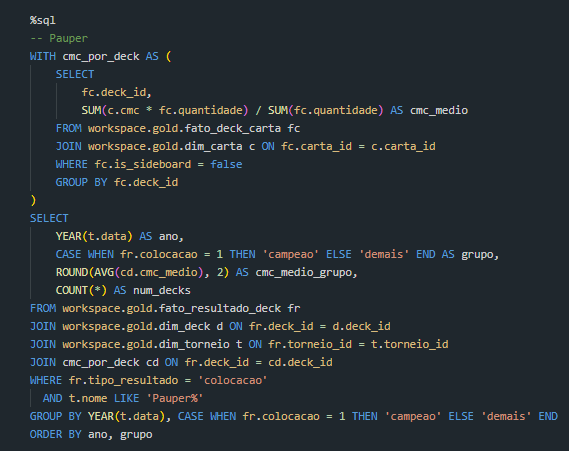 %sql
-- Pauper
WITH cmc_por_deck AS (
    SELECT
        fc.deck_id,
        SUM(c.cmc * fc.quantidade) / SUM(fc.quantidade) AS cmc_medio
    FROM workspace.gold.fato_deck_carta fc
    JOIN workspace.gold.dim_carta c ON fc.carta_id = c.carta_id
    WHERE fc.is_sideboard = false
    GROUP BY fc.deck_id
)
SELECT
    YEAR(t.data) AS ano,
    CASE WHEN fr.colocacao = 1 THEN 'campeao' ELSE 'demais' END AS grupo,
    ROUND(AVG(cd.cmc_medio), 2) AS cmc_medio_grupo,
    COUNT(*) AS num_decks
FROM workspace.gold.fato_resultado_deck fr
JOIN workspace.gold.dim_deck d ON fr.deck_id = d.deck_id
JOIN workspace.gold.dim_torneio t ON fr.torneio_id = t.torneio_id
JOIN cmc_por_deck cd ON fr.deck_id = cd.deck_id
WHERE fr.tipo_resultado = 'colocacao'
  AND t.nome LIKE 'Pauper%'
GROUP BY YEAR(t.data), CASE WHEN fr.colocacao = 1 THEN 'campeao' ELSE 'demais' END
ORDER BY ano, grupo